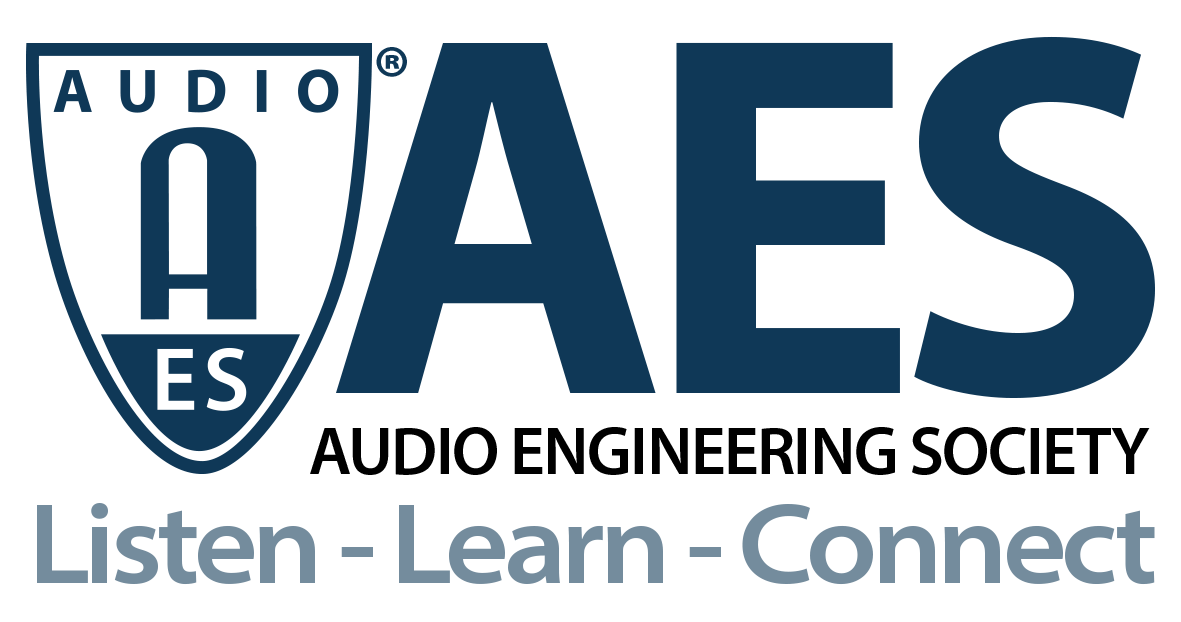 AUDIO
A
ES
®
AES
AUDIO ENGINEERING SOCIETY
Listen - Learn - Connect